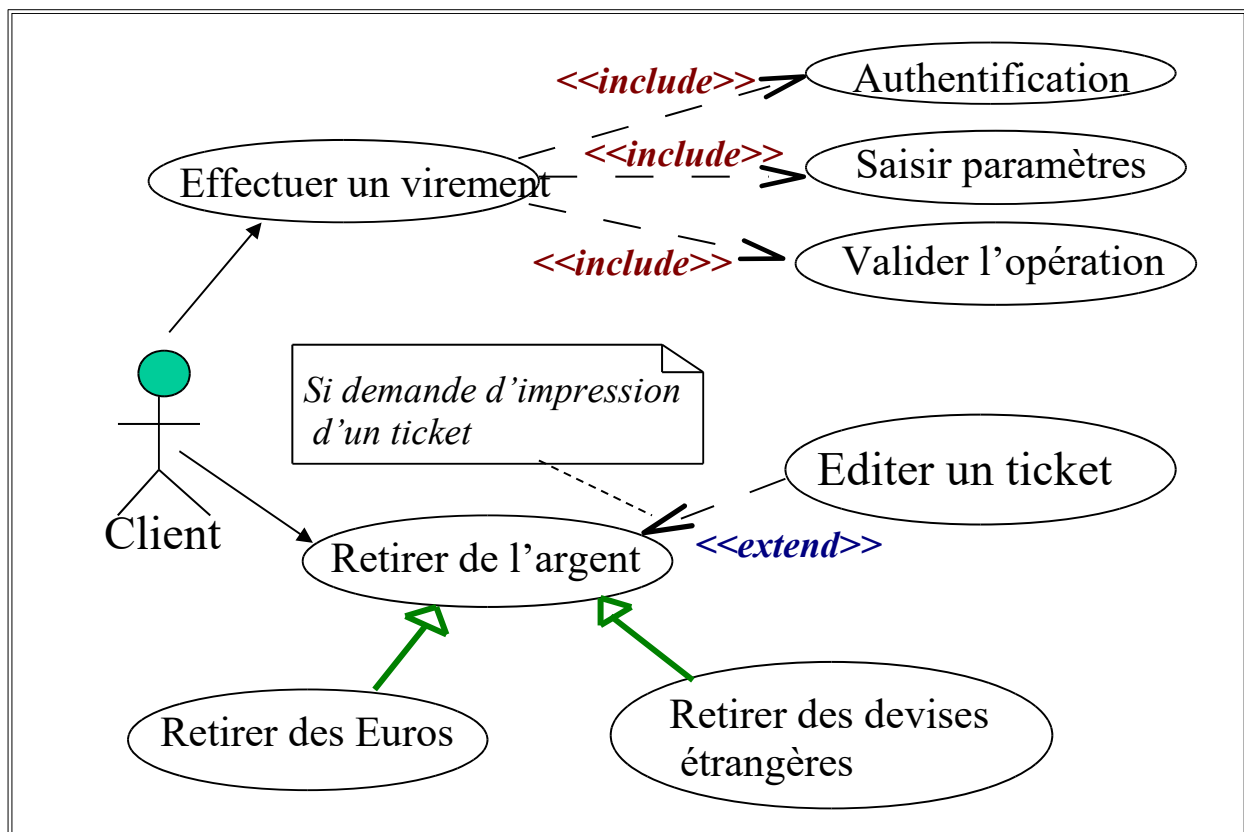 <<include>>
Authentification
<<include>>
Saisir paramètres
Effectuer un virement
<<include>>
Valider l’opération
Si demande d’impression
d’un ticket
Editer un ticket
Client
<<extend>>
Retirer de l’argent
Retirer des Euros
Retirer des devises
étrangères